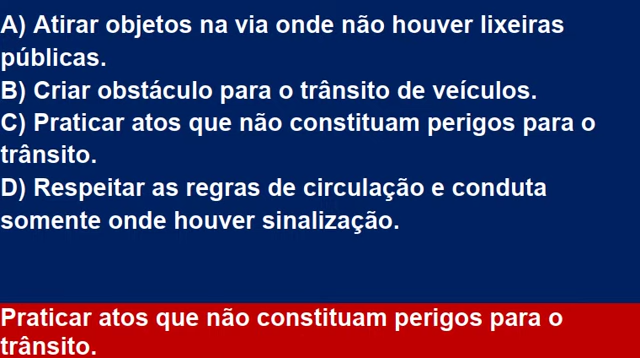 A) Atirar objetos na via onde não houver lixeiras
públicas.
B) Criar obstáculo para o trânsito de veículos.
C) Praticar atos que não constituam perigos para o
trânsito.
D) Respeitar as regras de circulação e conduta
somente onde houver sinalização.
Praticar atos que não constituam perigos para o
trânsito.